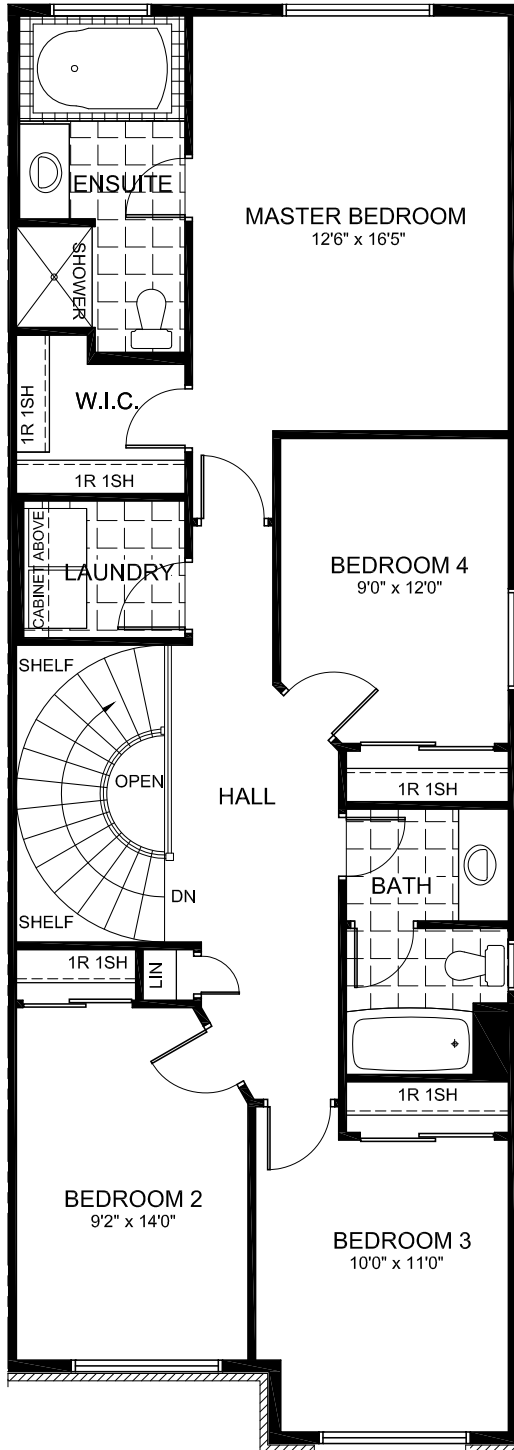 ENSUITE
MASTER BEDROOM
12'6" x 16'5"
SHOWER
W.I.C.
1R 1SH
1R 1SH
CABINET ABOVE
LAUNDRY
BEDROOM 4
9'0" x 12'0"
SHELF
OPEN
HALL
1R 1SH
BATH
DN
SHELF
1R 1SH
LIN
1R 1SH
BEDROOM 2
9'2" x 14'0"
BEDROOM 3
10'0" x 11'0"